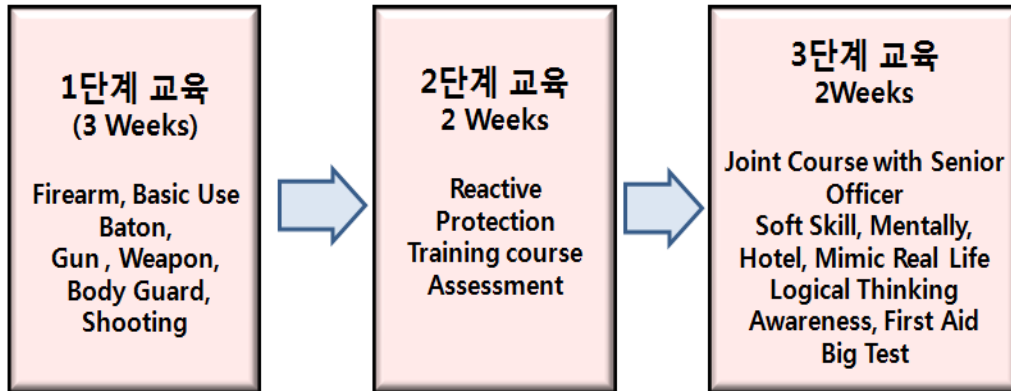 1단계 교육
(3 Weeks)
Firearm, Basic Use
Baton,
Gun , Weapon,
Body Guard,
Shooting
2단계 교육
2 Weeks
Reactive
Protection
Training course
Assessment
3단계 교육
2Weeks
Joint Course with Senior
Officer
Soft Skill, Mentally,
Hotel, Mimic Real Life
Logical Thinking
Awareness, First Aid
Big Test